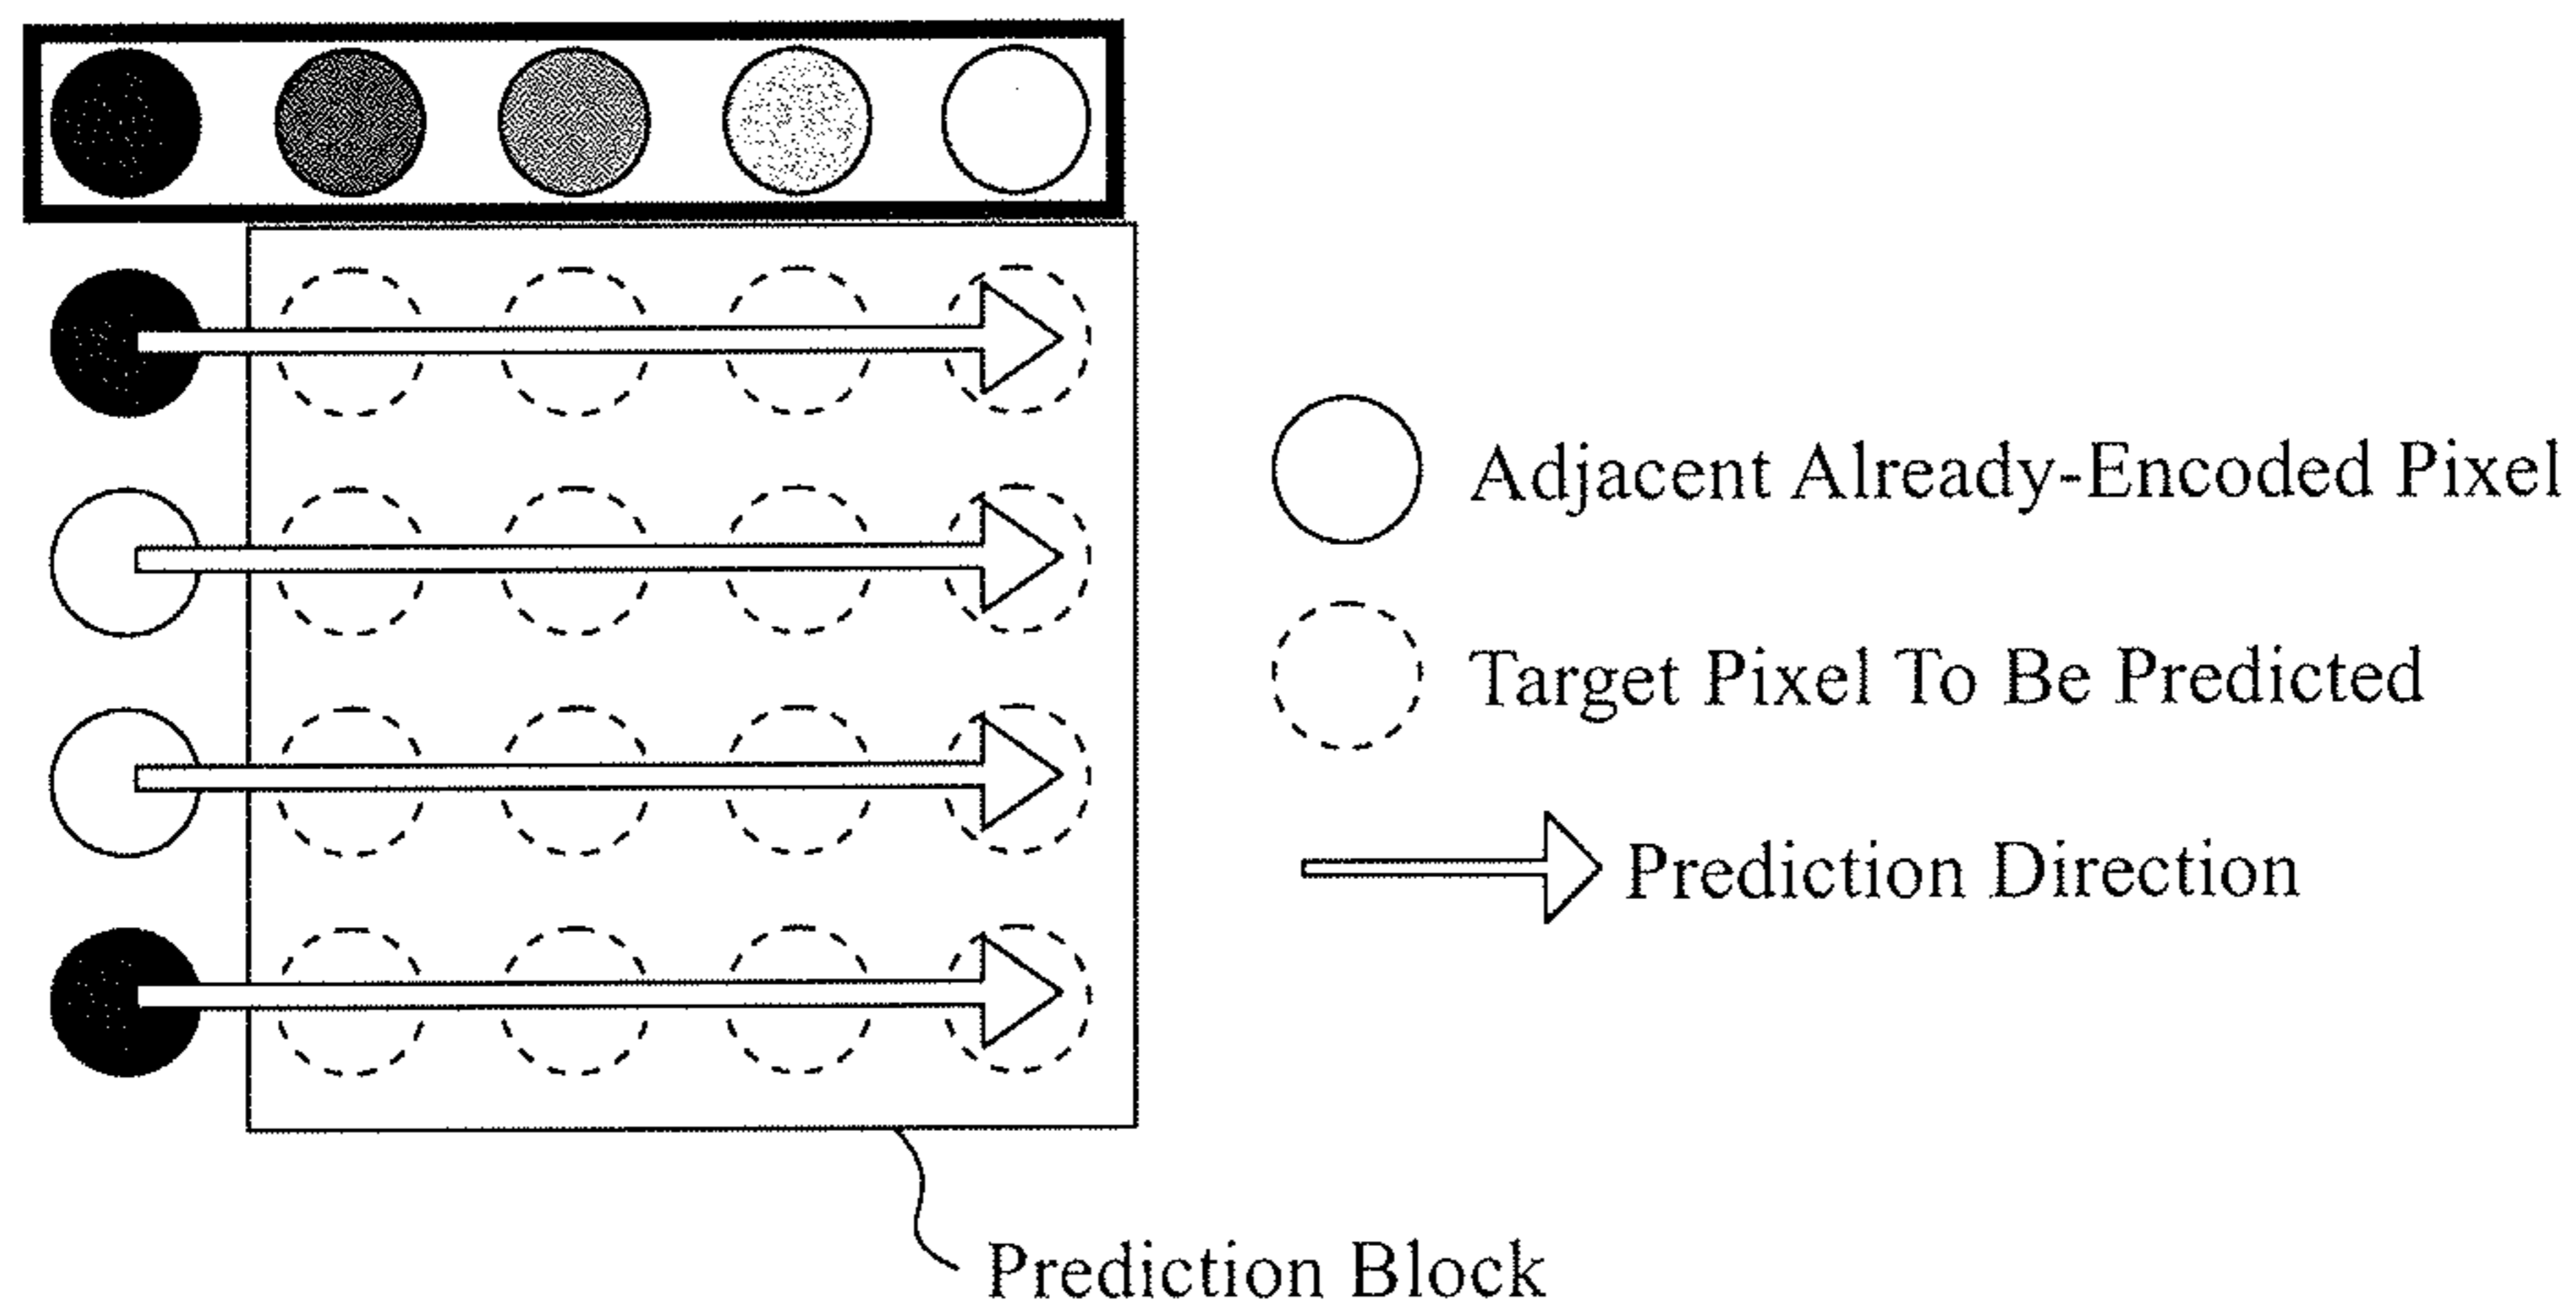 Adjacent Already-Encoded Pixel
Target Pixel To Be Predicted
Prediction Direction
Prediction Block